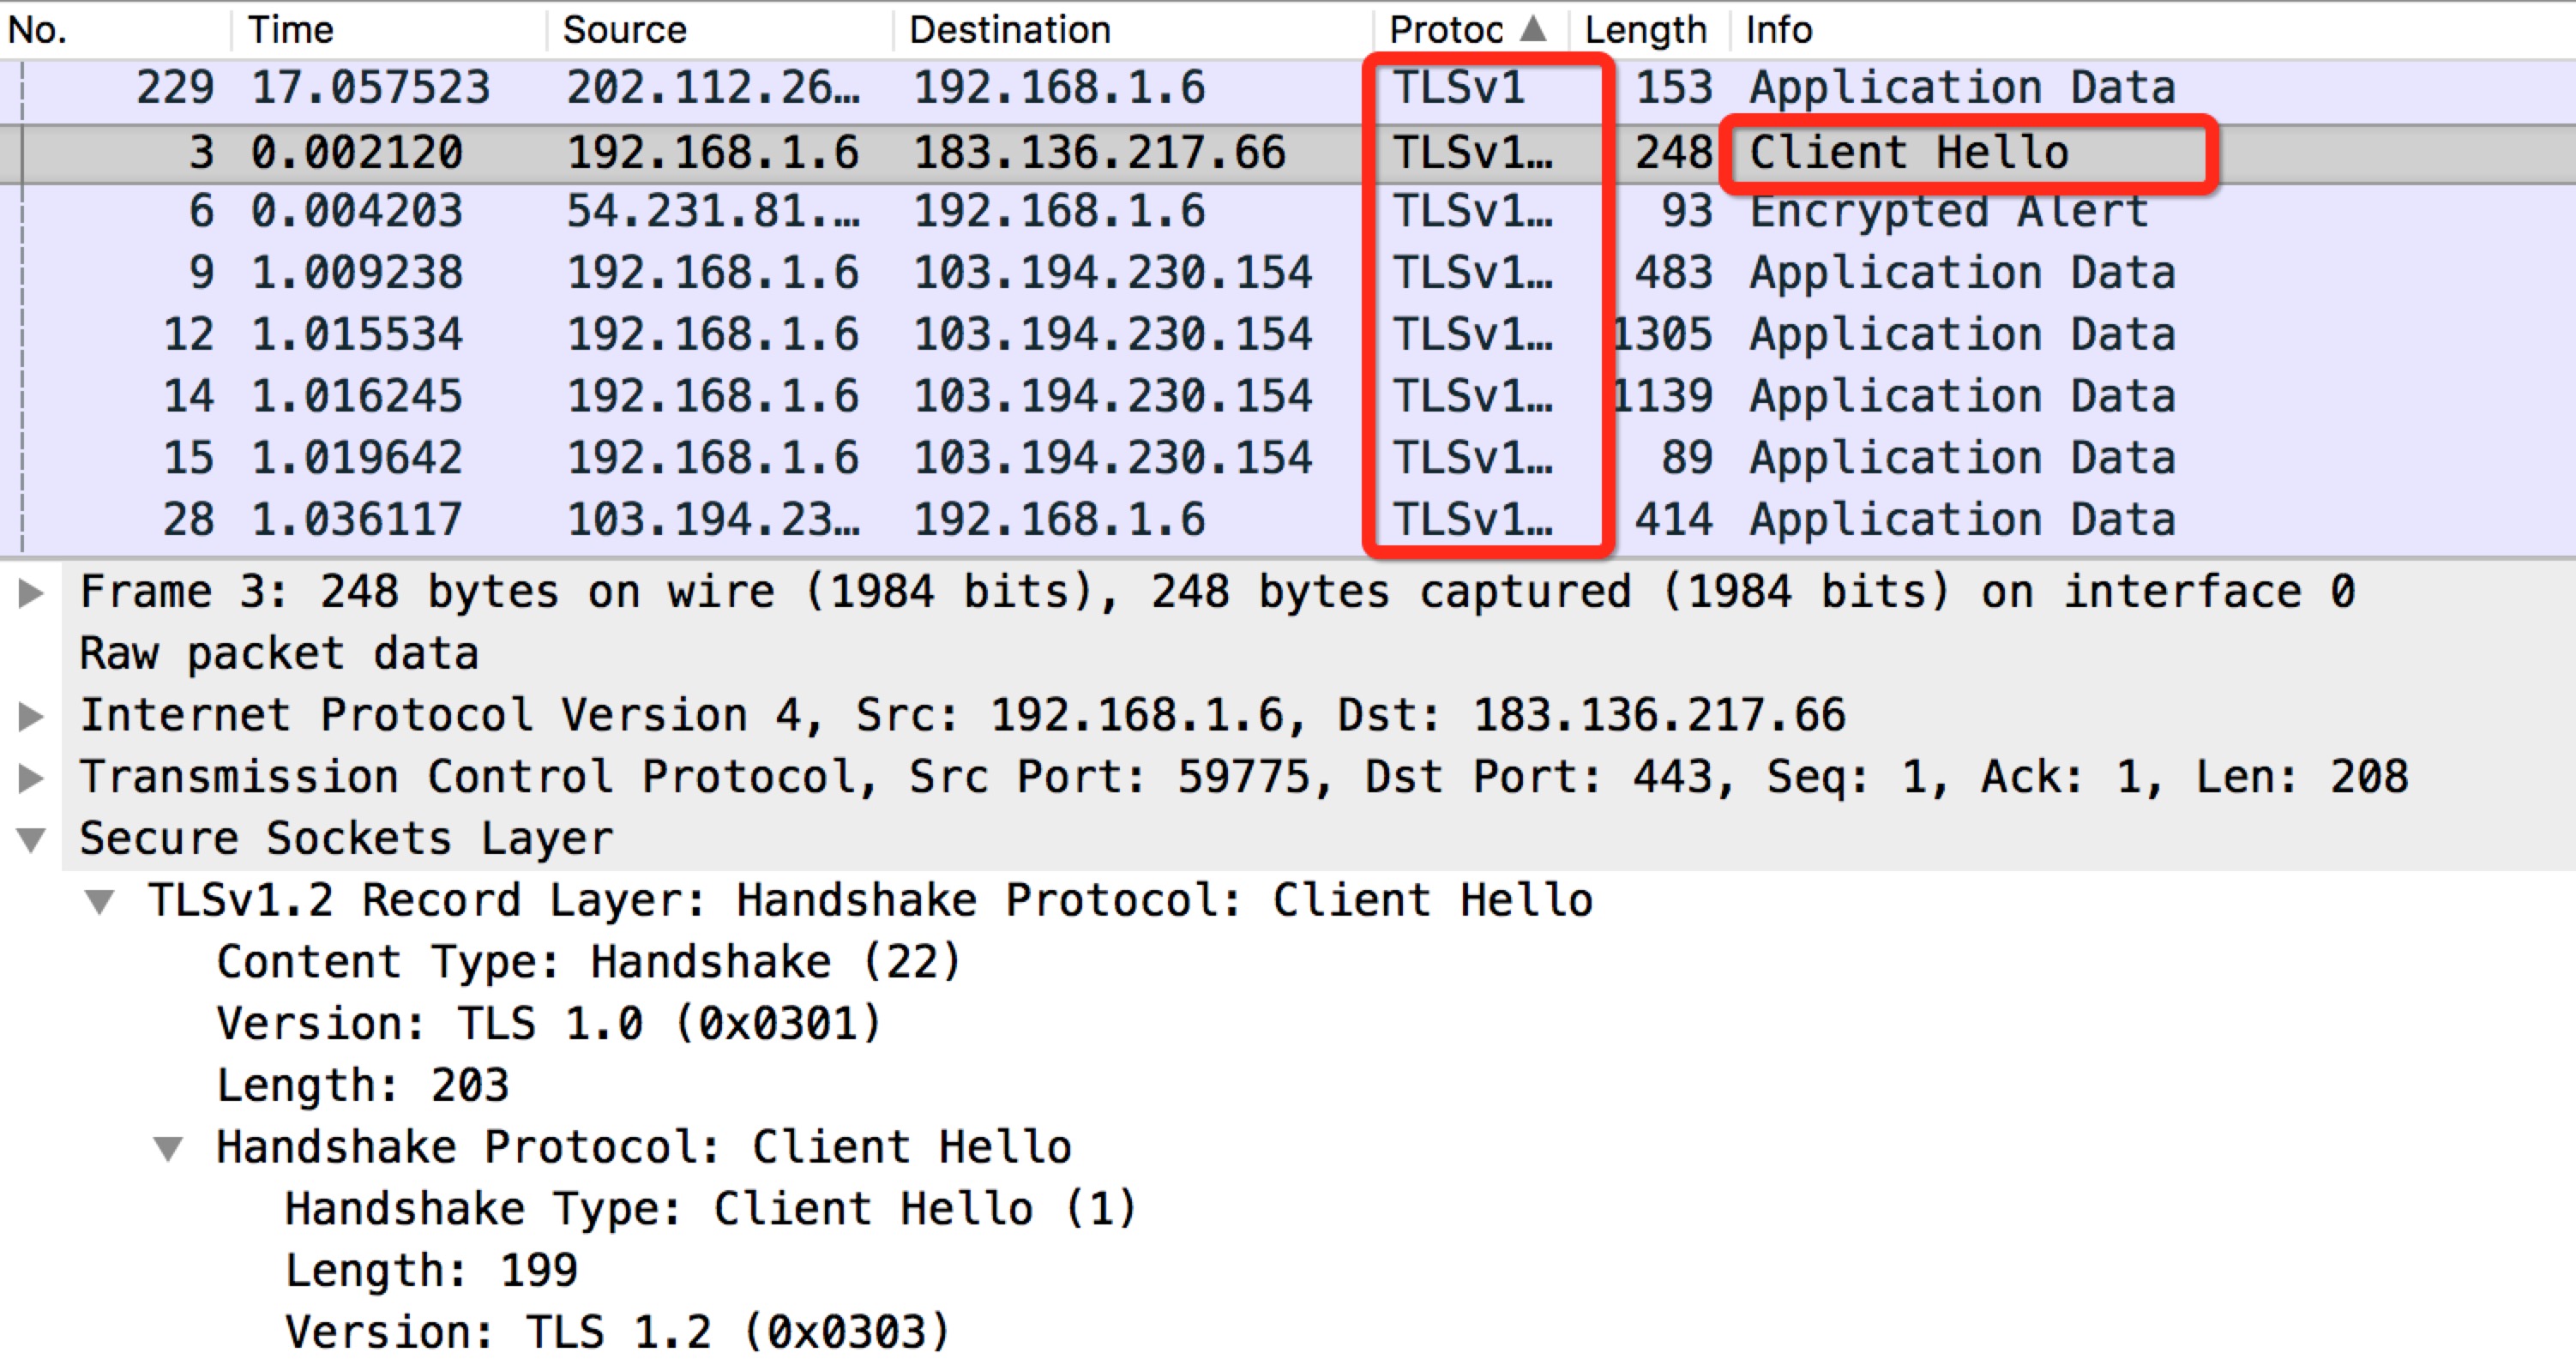 No. Time Source Destination Protoc Length Info
229 17.057523 202.112.26… 192.168.1.6 TLSv1 153 Application Data
3 0.002120 192.168.1.6 183.136.217.66 TLSv1… 248 Client Hello
6 0.004203 54.231.81.… 192.168.1.6 TLSv1… 93 Encrypted Alert
9 1.009238 192.168.1.6 103.194.230.154 TLSv1… 483 Application Data
12 1.015534 192.168.1.6 103.194.230.154 TLSv1… 1305 Application Data
14 1.016245 192.168.1.6 103.194.230.154 TLSv1… 1139 Application Data
15 1.019642 192.168.1.6 103.194.230.154 TLSv1… 89 Application Data
28 1.036117 103.194.23… 192.168.1.6 TLSv1… 414 Application Data
Frame 3: 248 bytes on wire (1984 bits), 248 bytes captured (1984 bits) on interface 0
Raw packet data
Internet Protocol Version 4, Src: 192.168.1.6, Dst: 183.136.217.66
Transmission Control Protocol, Src Port: 59775, Dst Port: 443, Seq: 1, Ack: 1, Len: 208
Secure Sockets Layer
TLSv1.2 Record Layer: Handshake Protocol: Client Hello
Content Type: Handshake (22)
Version: TLS 1.0 (0x0301)
Length: 203
Handshake Protocol: Client Hello
Handshake Type: Client Hello (1)
Length: 199
Version: TLS 1.2 (0x0303)